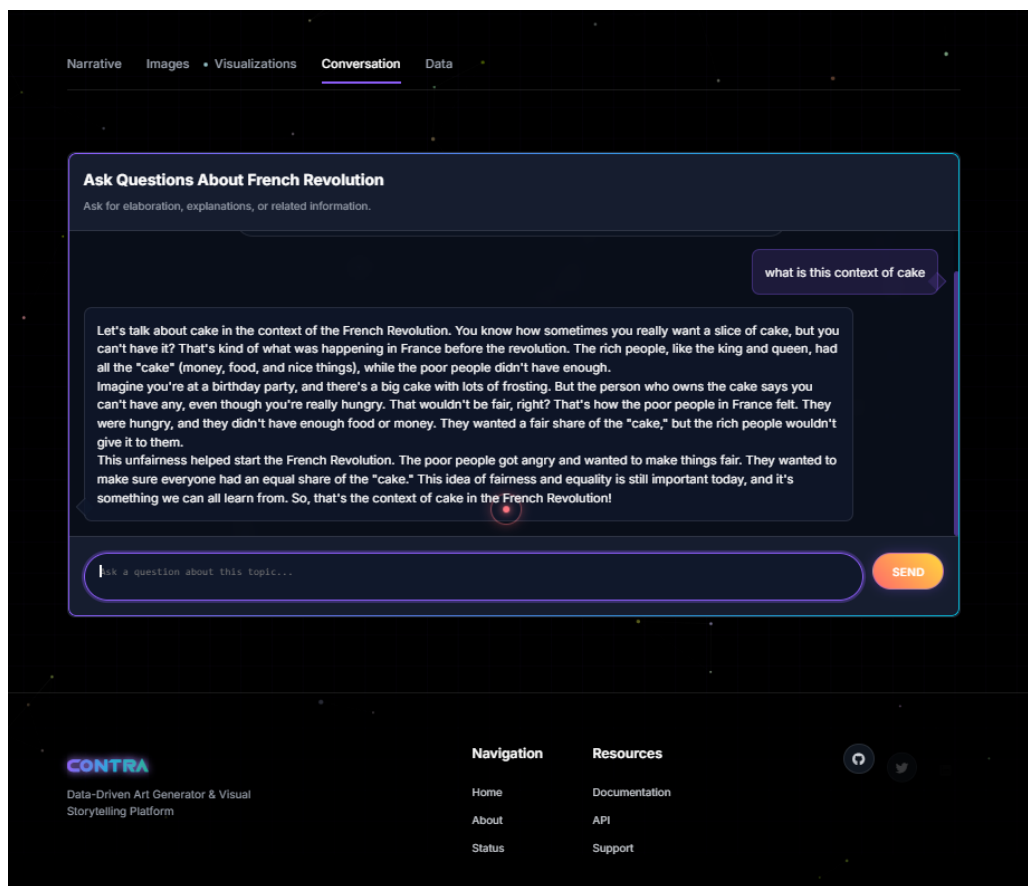 Narrative Images Visualizations Conversation Data
Ask Questions About French Revolution
Ask for elaboration, explanations, or related information.
what is this context of cake
Let's talk about cake in the context of the French Revolution. You know how sometimes you really want a slice of cake, but you
can't have it? That's kind of what was happening in France before the revolution. The rich people, like the king and queen, had
all the "cake" (money, food, and nice things), while the poor people didn't have enough.
Imagine you're at a birthday party, and there's a big cake with lots of frosting. But the person who owns the cake says you
can't have any, even though you're really hungry. That wouldn't be fair, right? That's how the poor people in France felt. They
were hungry, and they didn't have enough food or money. They wanted a fair share of the "cake," but the rich people wouldn't
give it to them.
This unfairness helped start the French Revolution. The poor people got angry and wanted to make things fair. They wanted to
make sure everyone had an equal share of the "cake." This idea of fairness and equality is still important today, and it's
something we can all learn from. So, that's the context of cake in the French Revolution!
Ask a question about this topic...
SEND
CONTRA
Data-Driven Art Generator & Visual
Storytelling Platform
Navigation
Home
About
Status
Resources
Documentation
API
Support